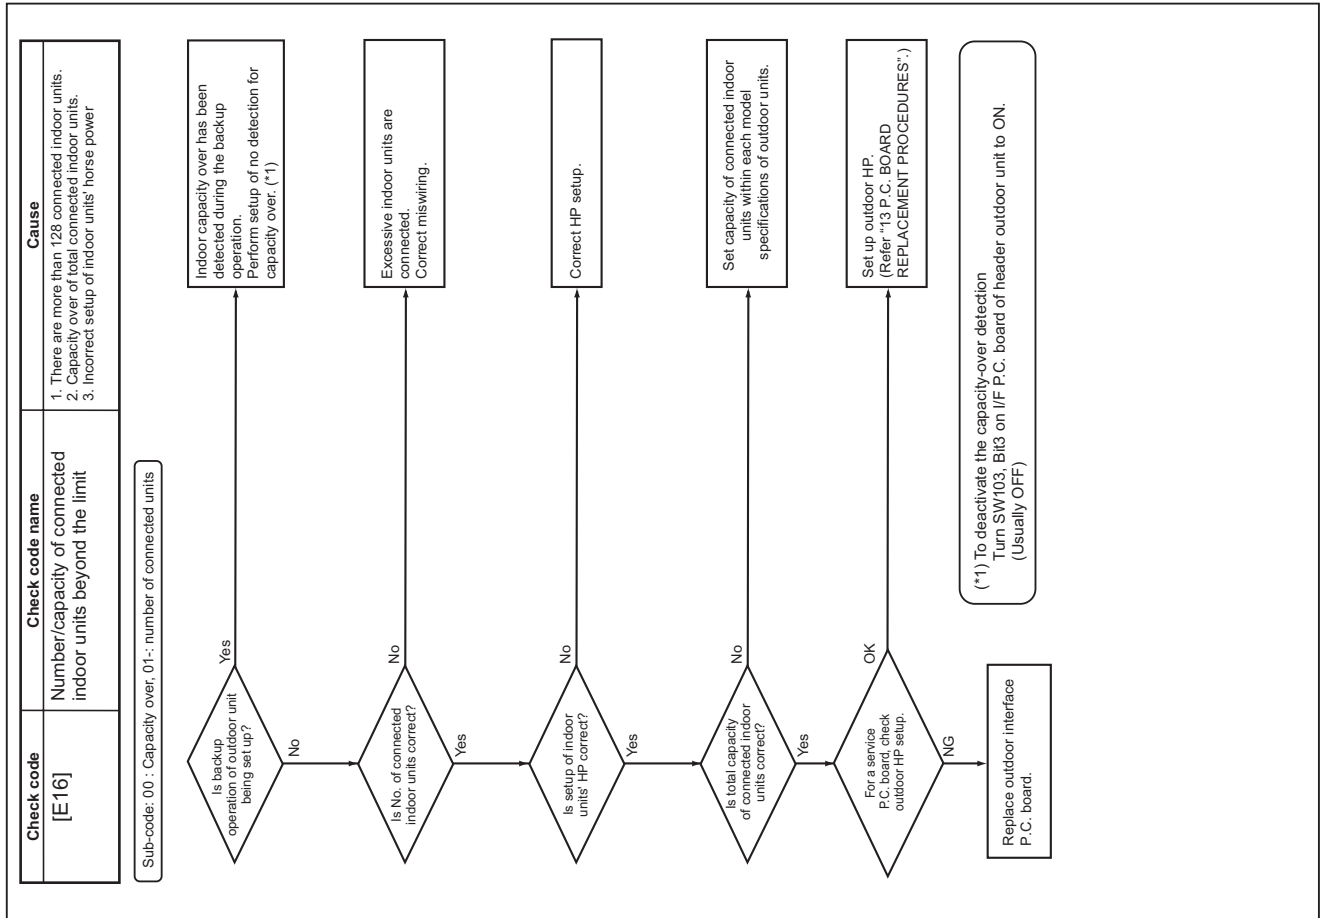 Check code
Check code name
Cause
[E16]
Number/capacity of connected
indoor units beyond the limit
1. There are more than 128 connected indoor units.
2. Capacity over of total connected indoor units.
3. Incorrect setup of indoor units' horse power
Sub-code: 00 : Capacity over, 01-: number of connected units
Is backup
operation of outdoor unit
being set up?
Yes
Indoor capacity over has been
detected during the backup
operation.
Perform setup of no detection for
capacity over. (*1)
No
Is No. of connected
indoor units correct?
No
Excessive indoor units are
connected.
Correct miswiring.
Yes
Is setup of indoor
units' HP correct?
No
Correct HP setup.
Yes
Is total capacity
of connected indoor
units correct?
No
Set capacity of connected indoor
units within each model
specifications of outdoor units.
Yes
For a service
P.C. board, check
outdoor HP setup.
OK
Set up outdoor HP.
(Refer “13 P.C. BOARD
REPLACEMENT PROCEDURES”.)
NG
Replace outdoor interface
P.C. board.
(*1) To deactivate the capacity-over detection
Turn SW103, Bit3 on I/F P.C. board of header outdoor unit to ON.
(Usually OFF)